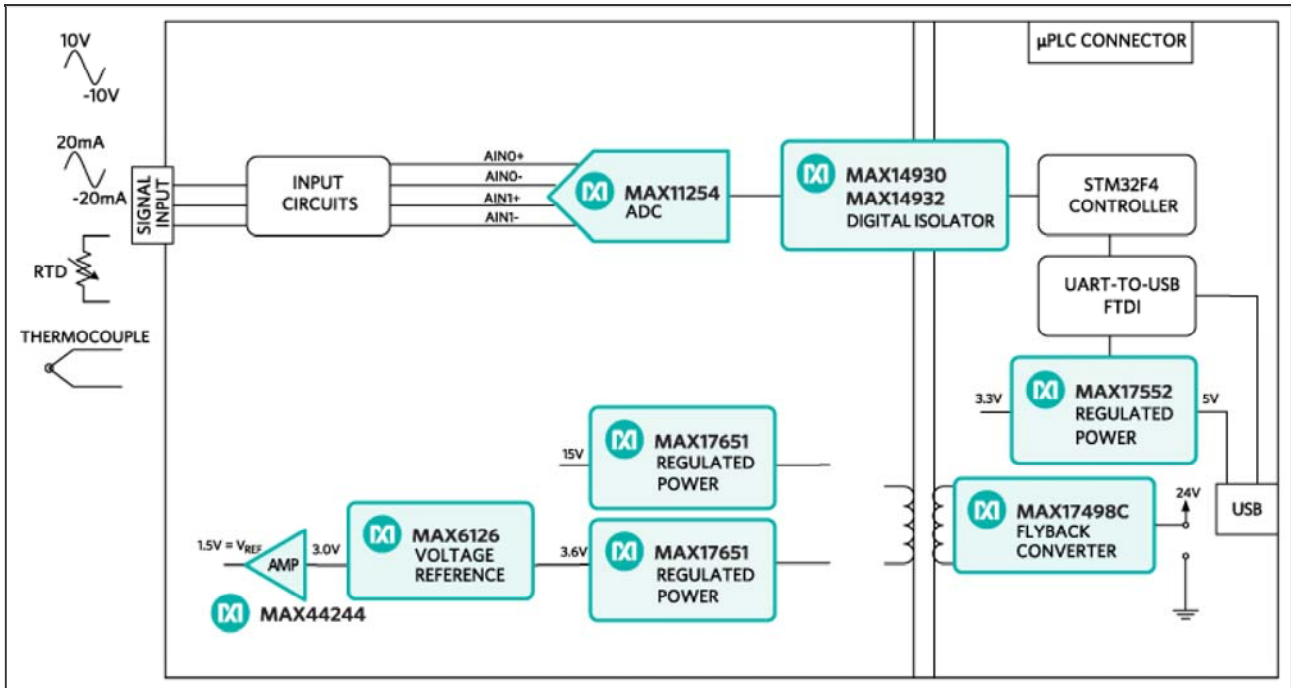 10V
-10V
20mA
-20mA
RTD
THERMOCOUPLE
SIGNAL
INPUT
INPUT
CIRCUITS
AIN0+
AIN0-
AIN1+
AIN1-
MAX11254
ADC
MAX14930
MAX14932
DIGITAL ISOLATOR
µPLC CONNECTOR
STM32F4
CONTROLLER
UART-TO-USB
FTDI
3.3V
MAX17552
REGULATED
POWER
5V
USB
15V
MAX17651
REGULATED
POWER
MAX17498C
FLYBACK
CONVERTER
24V
1.5V = VREF
AMP
MAX44244
3.0V
MAX6126
VOLTAGE
REFERENCE
3.6V
MAX17651
REGULATED
POWER